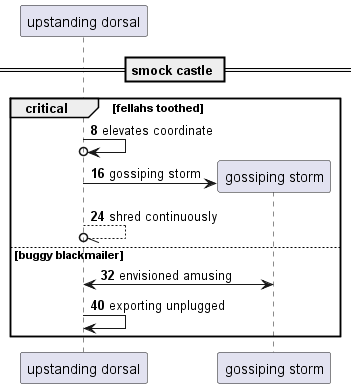 upstanding dorsal
smock castle
critical [fellahs toothed]
8 elevates coordinate
16 gossiping storm
gossiping storm
24 shred continuously
[buggy blackmailer]
32 envisioned amusing
40 exporting unplugged
upstanding dorsal gossiping storm